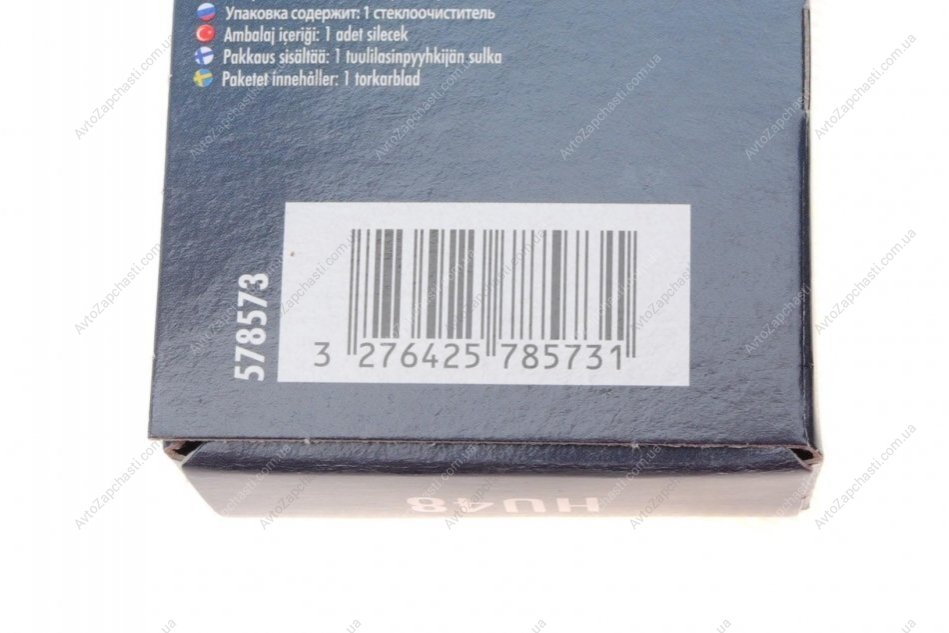 Упаковка содержит: 1 стеклоочиститель
Ambalaj içeriği: 1 adet silecek
Pakkaus sisältää: 1 tuulilasinpyyhkijän sulka
Paketet innehåller: 1 torkarblad
578573
3 276425 785731
HU48
AvtoZapchasti.com.ua